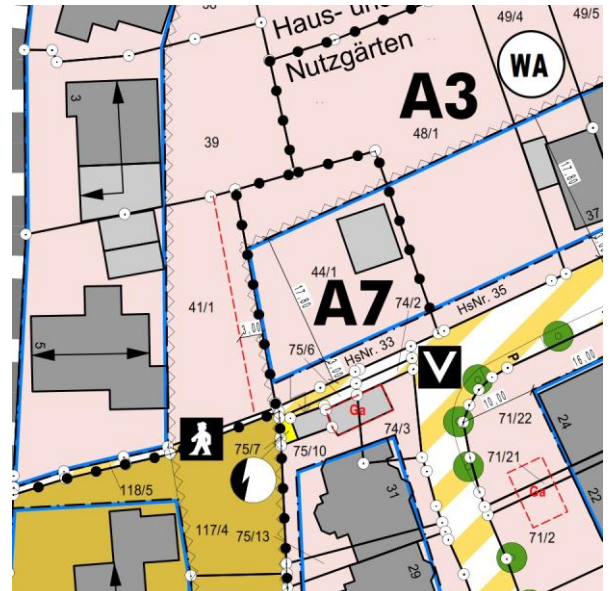 49/4
49/5
Haus- und
Nutzgärten
WA
A3
3
39
48/1
17.80
37
44/1
41/1
17.80
74/2
HsNr. 35
A7
3.00
75/6
HsNr. 33
V
Ga
P
16.00
10.00
71/22
24
74/3
75/7
75/10
71/21
5
31
118/5
117/4
75/13
Ga
22
71/2
29